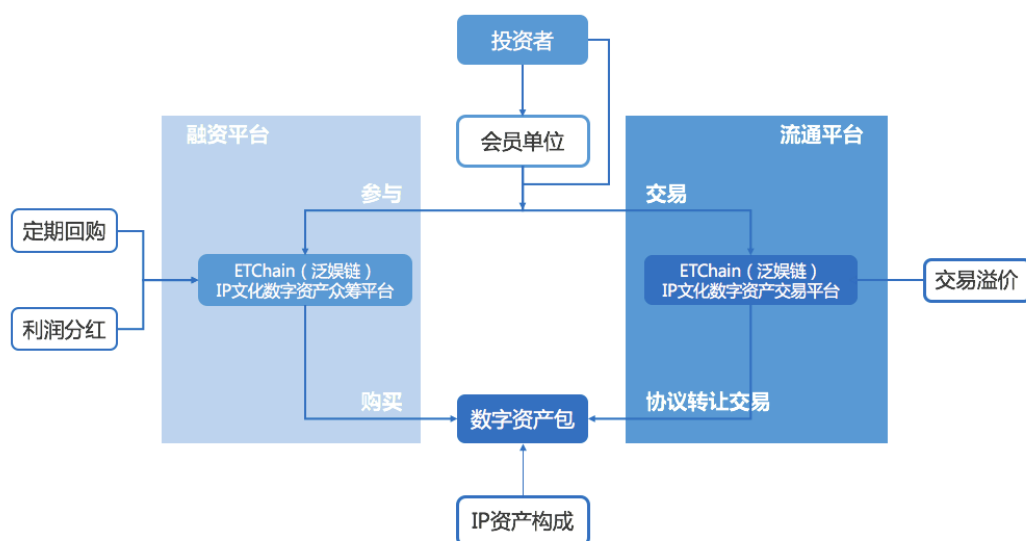 投资者
融资平台
会员单位
流通平台
参与
交易
定期回购
ETChain（泛娱链）
IP文化数字资产众筹平台
ETChain（泛娱链）
IP文化数字资产交易平台
交易溢价
利润分红
购买
数字资产包
协议转让交易
IP资产构成